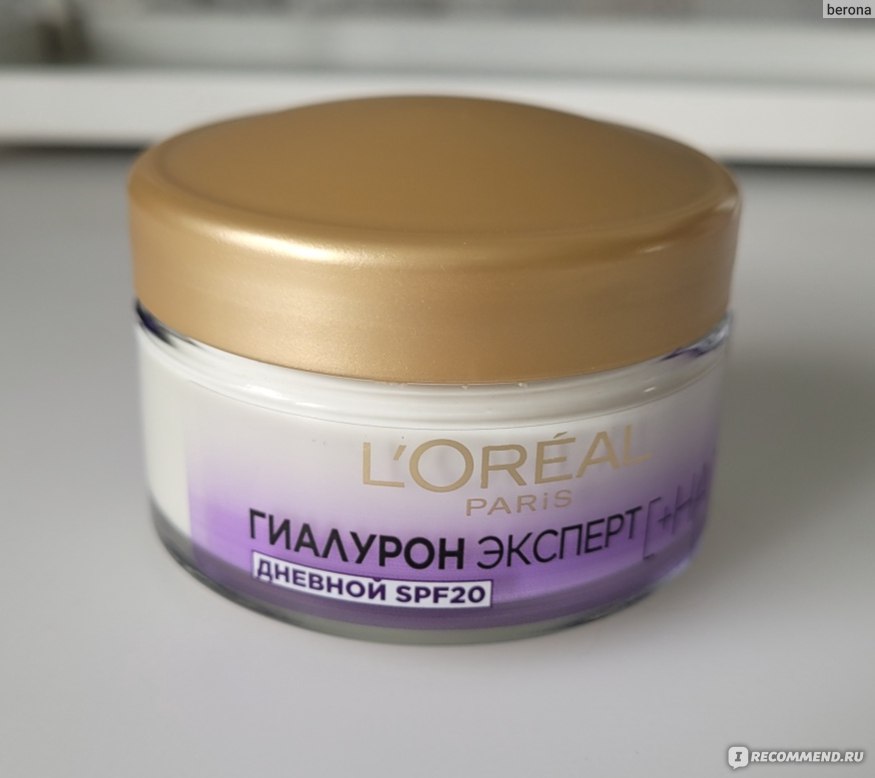 berona
L'ORÉAL
PARiS
ГИАЛУРОН ЭКСПЕРТ
ДНЕВНОЙ SPF20
I RECOMMEND.RU